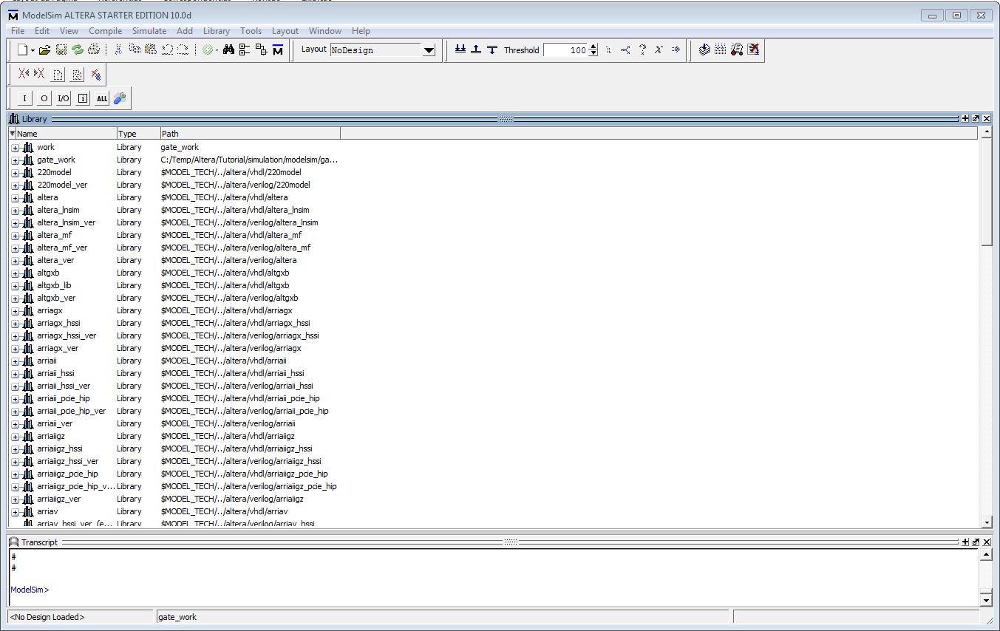 ModelSim ALTERA STARTER EDITION 10.0d
File Edit View Compile Simulate Add Library Tools Layout Window Help
Layout NoDesign Threshold 100
I O I/O i ALL
Library
Name Type Path
work Library gate_work
gate_work Library C:/Temp/Altera/Tutorial/simulation/modelsim/ga...
220model Library $MODEL_TECH/../altera/vhdl/220model
220model_ver Library $MODEL_TECH/../altera/verilog/220model
altera Library $MODEL_TECH/../altera/vhdl/altera
altera_lnsim Library $MODEL_TECH/../altera/vhdl/altera_lnsim
altera_lnsim_ver Library $MODEL_TECH/../altera/verilog/altera_lnsim
altera_mf Library $MODEL_TECH/../altera/vhdl/altera_mf
altera_mf_ver Library $MODEL_TECH/../altera/verilog/altera_mf
altera_ver Library $MODEL_TECH/../altera/verilog/altera
altgxb Library $MODEL_TECH/../altera/vhdl/altgxb
altgxb_lib Library $MODEL_TECH/../altera/vhdl/altgxb
altgxb_ver Library $MODEL_TECH/../altera/verilog/altgxb
arriagx Library $MODEL_TECH/../altera/vhdl/arriagx
arriagx_hssi Library $MODEL_TECH/../altera/vhdl/arriagx_hssi
arriagx_hssi_ver Library $MODEL_TECH/../altera/verilog/arriagx_hssi
arriagx_ver Library $MODEL_TECH/../altera/verilog/arriagx
arriaii Library $MODEL_TECH/../altera/vhdl/arriaii
arriaii_hssi Library $MODEL_TECH/../altera/vhdl/arriaii_hssi
arriaii_hssi_ver Library $MODEL_TECH/../altera/verilog/arriaii_hssi
arriaii_pcie_hip Library $MODEL_TECH/../altera/vhdl/arriaii_pcie_hip
arriaii_pcie_hip_ver Library $MODEL_TECH/../altera/verilog/arriaii_pcie_hip
arriaii_ver Library $MODEL_TECH/../altera/verilog/arriaii
arriaiigz Library $MODEL_TECH/../altera/vhdl/arriaiigz
arriaiigz_hssi Library $MODEL_TECH/../altera/vhdl/arriaiigz_hssi
arriaiigz_hssi_ver Library $MODEL_TECH/../altera/verilog/arriaiigz_hssi
arriaiigz_pcie_hip Library $MODEL_TECH/../altera/vhdl/arriaiigz_pcie_hip
arriaiigz_pcie_hip_v... Library $MODEL_TECH/../altera/verilog/arriaiigz_pcie_hip
arriaiigz_ver Library $MODEL_TECH/../altera/verilog/arriaiigz
arriav Library $MODEL_TECH/../altera/vhdl/arriav
arriav_hssi_ver (e... Library $MODEL_TECH/../altera/verilog/arriav_hssi
Transcript
#
#
ModelSim>
<No Design Loaded> gate_work